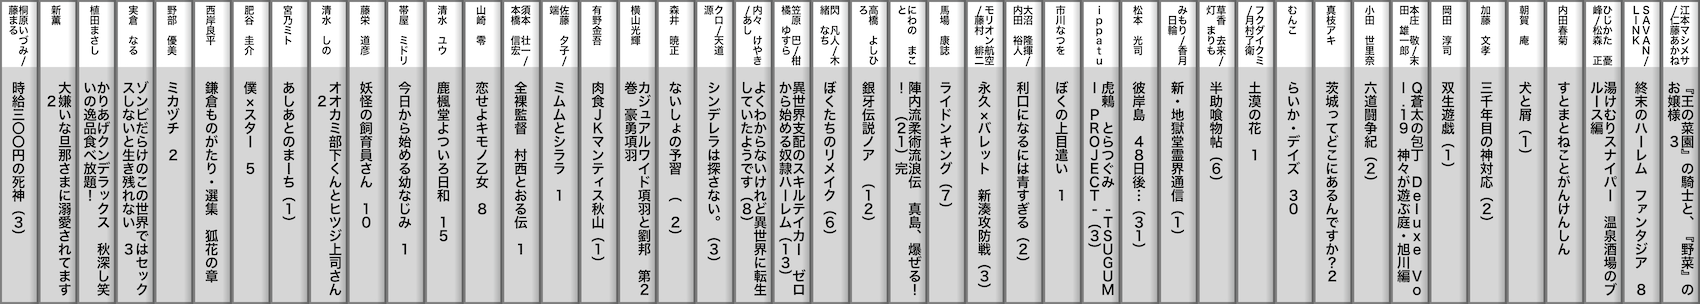 江本マシメサ
/仁藤あかね
『王の菜園』の騎士と、『野菜』の
お嬢様　3
SAVAN/
LINK
終末のハーレム　ファンタジア　8
ひじかた　憂
峰/松森　正
湯けむりスナイパー　温泉酒場のブ
ルース編
内田春菊
すとまとねことがんけんしん
朝賀　庵
犬と屑（1）
加藤　文孝
三千年目の神対応（2）
岡田　淳司
双生遊戯（1）
本庄　敬/末
田　雄一郎
Q蒼太の包丁　Deluxe Vo
l.19　神々が遊ぶ庭・旭川編
小田　世里奈
六道闘争紀（2）
真枝アキ
茨城ってどこにあるんですか？2
むんこ
らいか・デイズ　30
フクダイクミ
/月村了衛
土漠の花　1
草香　去来/
灯　まりも
半助喰物帖（6）
みもり/香月
日輪
新・地獄堂霊界通信（1）
ippatu
虎鶫　とらつぐみ　-TSUGUM
I PROJECT-（3）
松本　光司
彼岸島　48日後…（31）
市川なつを
ぼくの上目遣い　1
大沼　隆揮/
内田　裕人
利口になるには青すぎる（2）
モリオン航空
/藤村　緋二
永久×バレット　新湊攻防戦（3）
馬場　康誌
ライドンキング（7）
にわの　まこ
と
陣内流柔術流浪伝　真島、爆ぜる！
！（21）完
高橋　よしひ
ろ
銀牙伝説ノア　（12）
閃　凡人/木
緒　なち
ぼくたちのリメイク（6）
笠原　巴/柑
橘　ゆすら
異世界支配のスキルテイカー　ゼロ
から始める奴隷ハーレム（13）
内々　けやき
/あし
よくわからないけれど異世界に転生
していたようです（8）
クロ/天道
源
シンデレラは探さない。（3）
森井　暁正
ないしょの予習　（　2）
横山光輝
カジュアルワイド項羽と劉邦　第2
巻　豪勇項羽
有野金吾
肉食JKマンティス秋山（1）
佐藤　夕子/
端
ミムムとシララ　1
須本　壮一/
本橋　信宏
全裸監督　村西とおる伝　1
山崎　零
恋せよキモノ乙女　8
清水　ユウ
鹿楓堂よついろ日和　15
帯屋　ミドリ
今日から始める幼なじみ　1
藤栄　道彦
妖怪の飼育員さん　10
清水　しの
オオカミ部下くんとヒツジ上司さん
2
宮乃ミト
あしあとのまーち（1）
肥谷　圭介
僕×スター　5
西岸良平
鎌倉ものがたり・選集　狐花の章
野部　優美
ミカヅチ　2
実倉　なる
ゾンビだらけのこの世界ではセック
スしないと生き残れない　3
植田まさし
かりあげクンデラックス　秋深し笑
いの逸品食べ放題！
新薫
大嫌いな旦那さまに溺愛されてます
2
桐原いづみ/
藤まる
時給三〇〇円の死神（3）